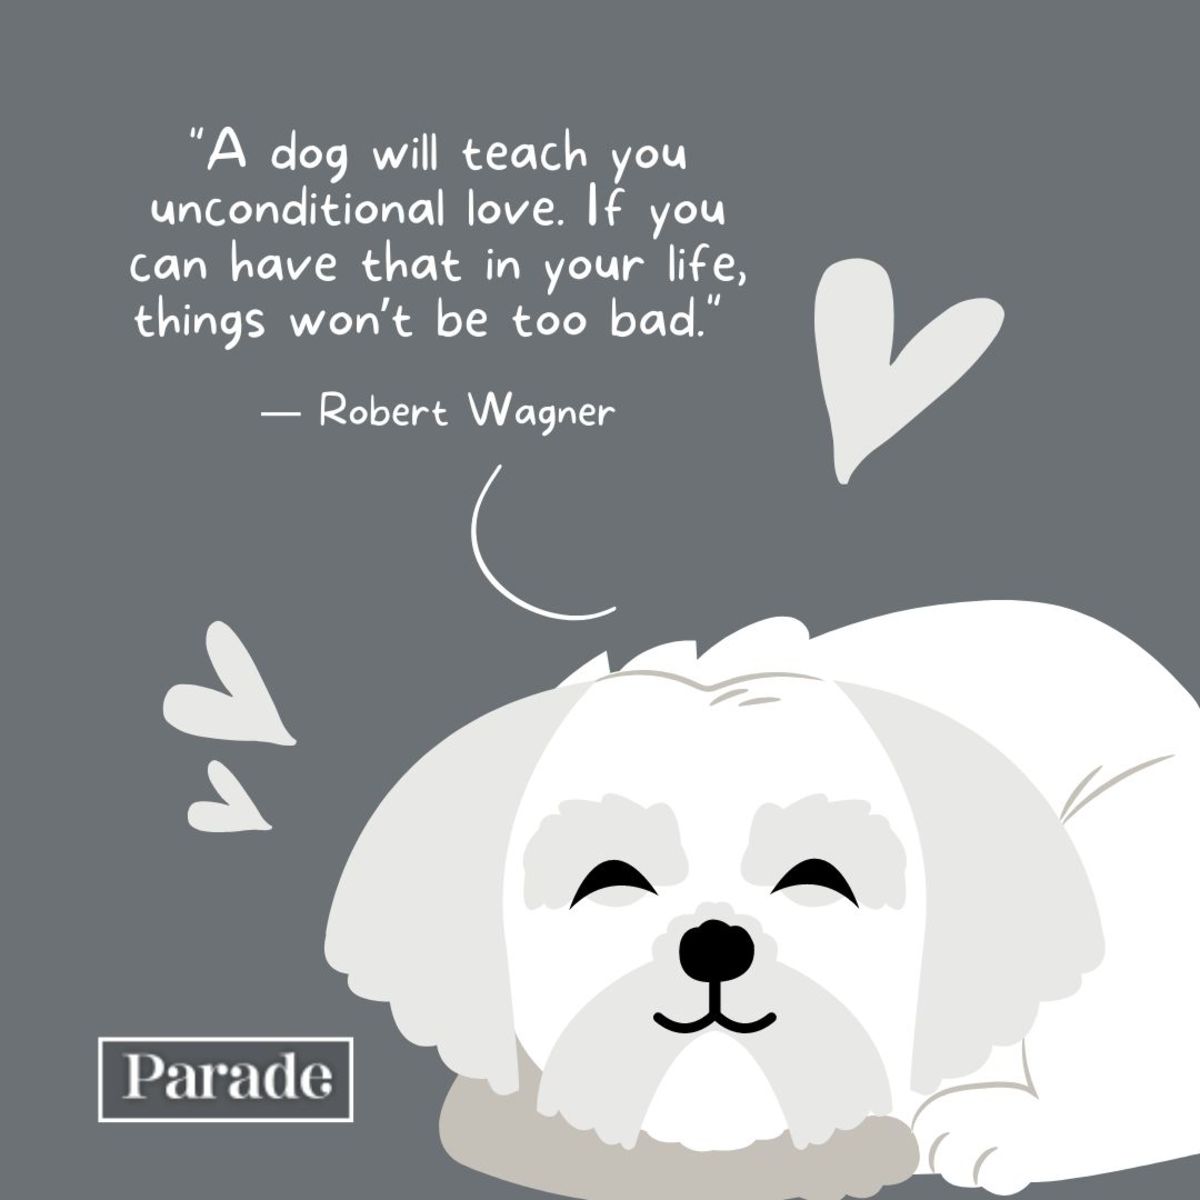 "A dog will teach you
unconditional love. If you
can have that in your life,
things won't be too bad."
— Robert Wagner
Parade